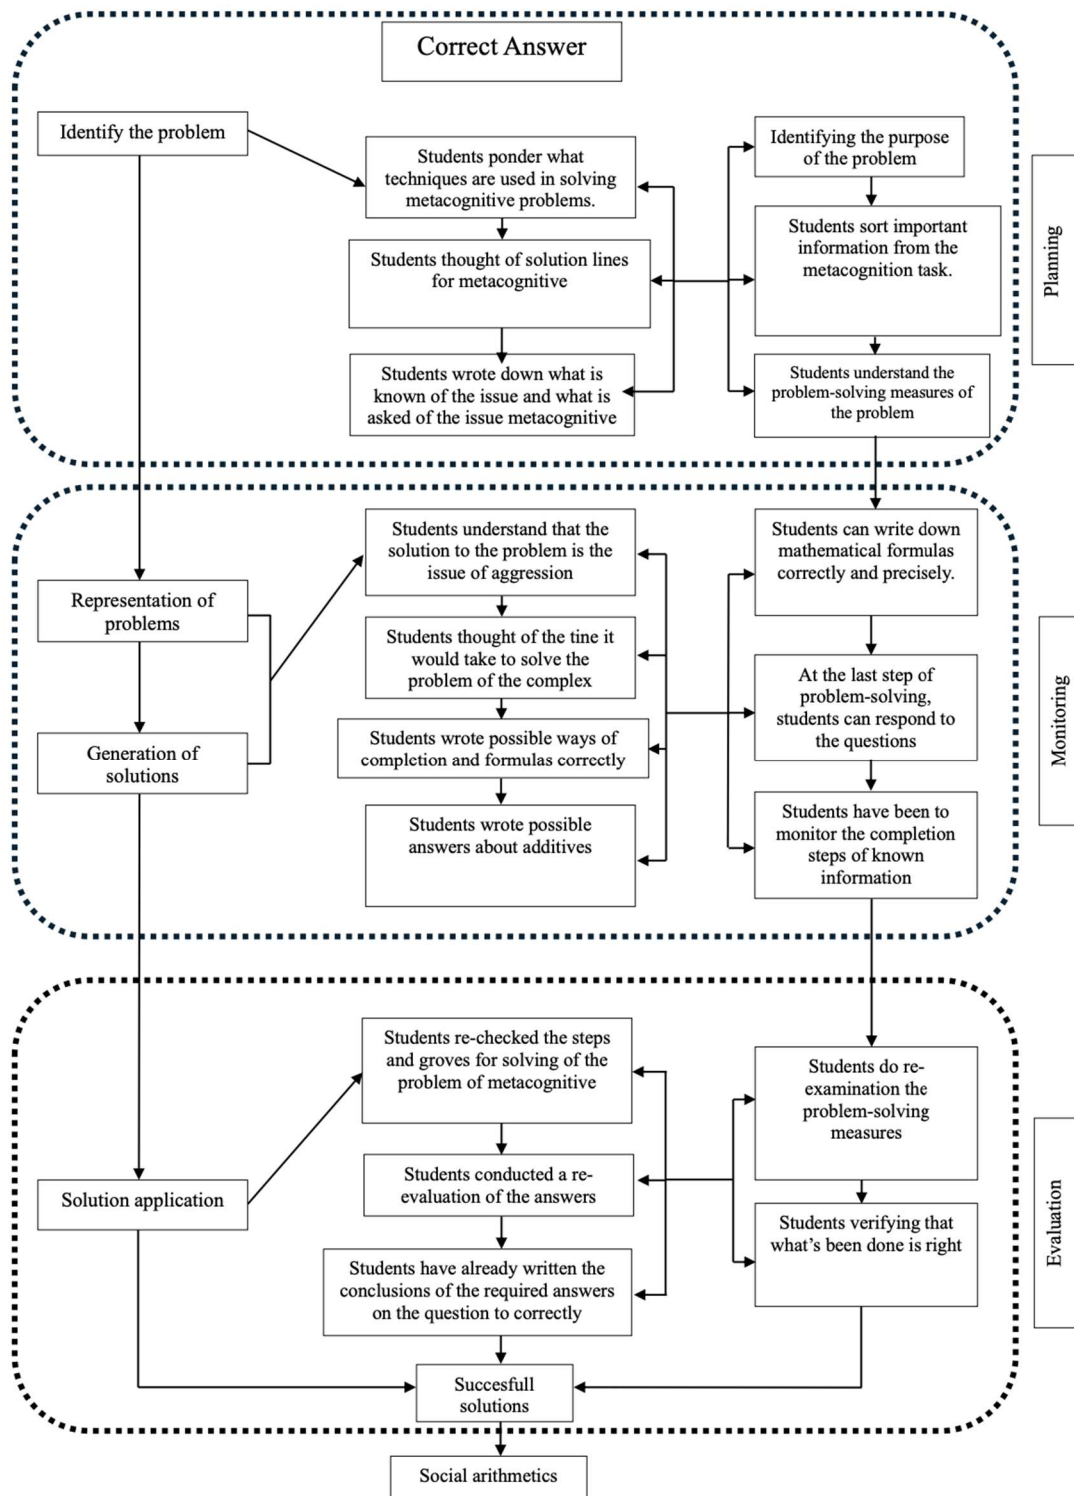 Correct Answer
Identify the problem
Students ponder what
techniques are used in solving
metacognitive problems.
Students thought of solution lines
for metacognitive
Students wrote down what is
known of the issue and what is
asked of the issue metacognitive
Identifying the purpose
of the problem
Students sort important
information from the
metacognition task.
Students understand the
problem-solving measures of
the problem
Planning
Representation of
problems
Generation of
solutions
Students understand that the
solution to the problem is the
issue of aggression
Students thought of the tine it
would take to solve the
problem of the complex
Students wrote possible ways of
completion and formulas correctly
Students wrote possible
answers about additives
Students can write down
mathematical formulas
correctly and precisely.
At the last step of
problem-solving,
students can respond to
the questions
Students have been to
monitor the completion
steps of known
information
Monitoring
Solution application
Students re-checked the steps
and groves for solving of the
problem of metacognitive
Students conducted a re-
evaluation of the answers
Students have already written the
conclusions of the required answers
on the question to correctly
Students do re-
examination the
problem-solving
measures
Students verifying that
what's been done is right
Evaluation
Succesfull
solutions
Social arithmetics